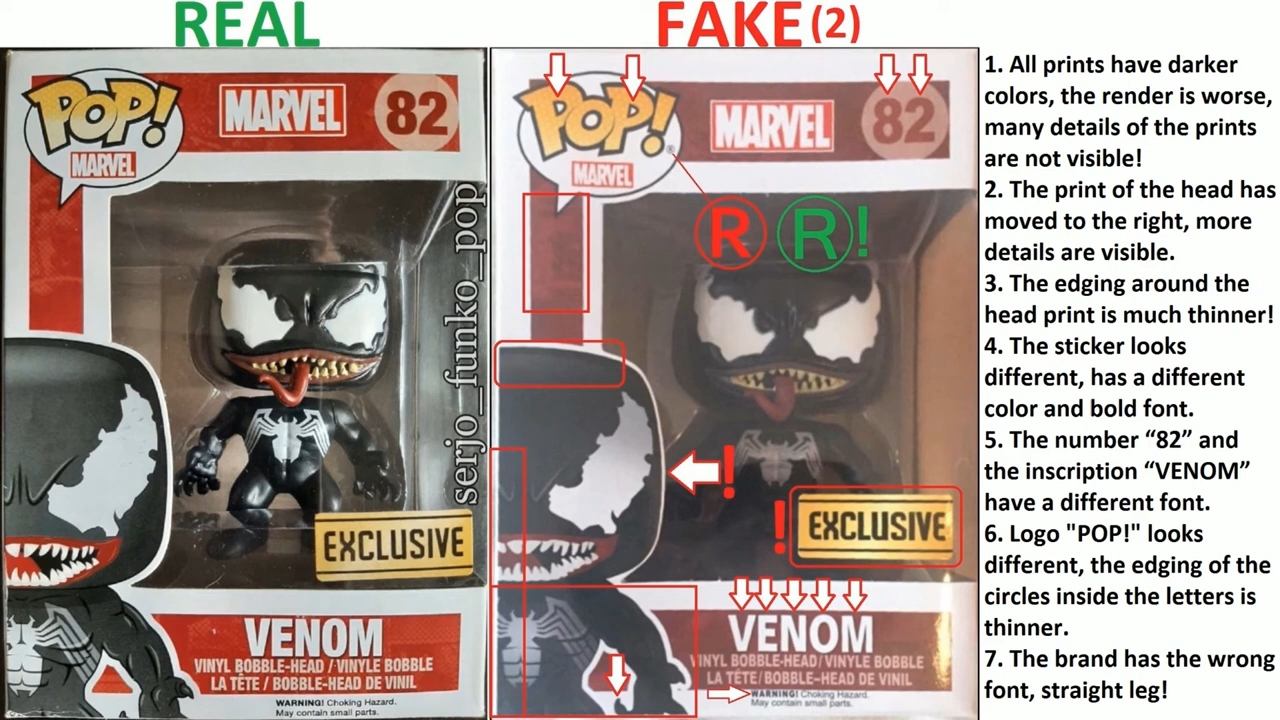 REAL
FAKE (2)
POP!
MARVEL
MARVEL
82
serjo_funko_pop
EXCLUSIVE
VENOM
VINYL BOBBLE-HEAD / VINYLE BOBBLE
LA TÊTE / BOBBLE-HEAD DE VINIL
WARNING! Choking Hazard.
May contain small parts.
POP!®
MARVEL
MARVEL
82
R R!
!
! EXCLUSIVE
VENOM
VINYL BOBBLE-HEAD / VINYLE BOBBLE
LA TÊTE / BOBBLE-HEAD DE VINIL
WARNING! Choking Hazard.
May contain small parts.
1. All prints have darker
colors, the render is worse,
many details of the prints
are not visible!
2. The print of the head has
moved to the right, more
details are visible.
3. The edging around the
head print is much thinner!
4. The sticker looks
different, has a different
color and bold font.
5. The number “82” and
the inscription “VENOM”
have a different font.
6. Logo "POP!" looks
different, the edging of the
circles inside the letters is
thinner.
7. The brand has the wrong
font, straight leg!